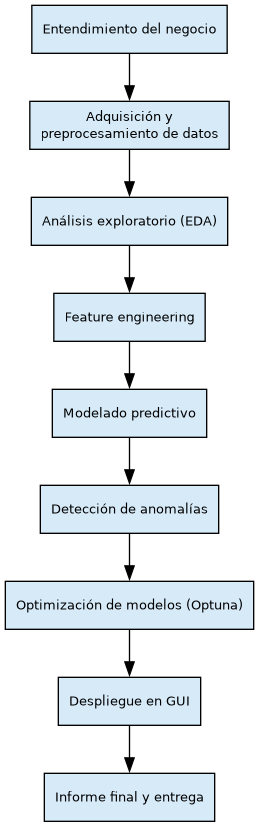 Entendimiento del negocio
Adquisición y
preprocesamiento de datos
Análisis exploratorio (EDA)
Feature engineering
Modelado predictivo
Detección de anomalías
Optimización de modelos (Optuna)
Despliegue en GUI
Informe final y entrega